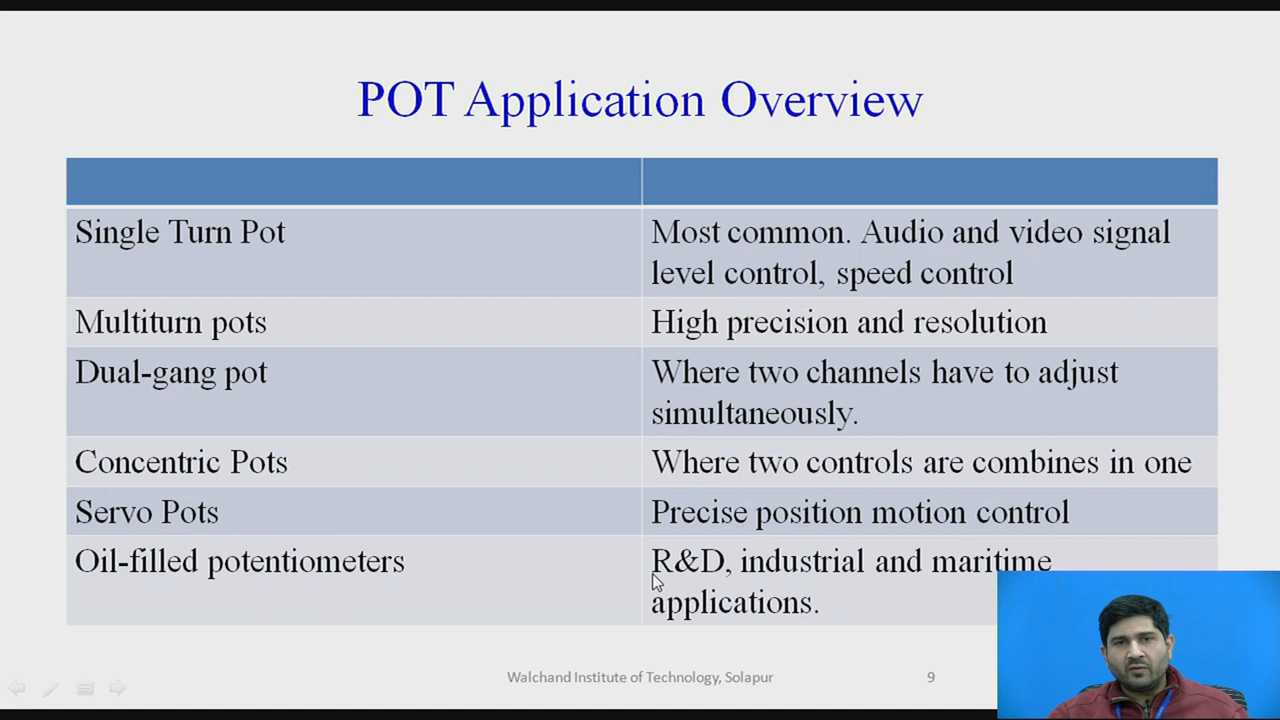 POT Application Overview
Single Turn Pot
Most common. Audio and video signal
level control, speed control
Multiturn pots
High precision and resolution
Dual-gang pot
Where two channels have to adjust
simultaneously.
Concentric Pots
Where two controls are combines in one
Servo Pots
Precise position motion control
Oil-filled potentiometers
R&D, industrial and maritime
applications.
Walchand Institute of Technology, Solapur
9